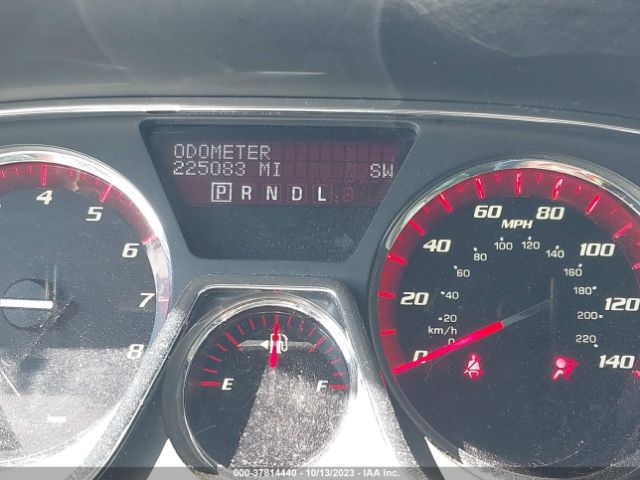 ODOMETER
225083 MI SW
P R N D L
4 5 6 7 8
E F
0 20 40 60 80 100 120 140
MPH
km/h
0 20 40 60 80 100 120 140 160 180 200 220
000-37814440 - 10/13/2023 - IAA Inc.